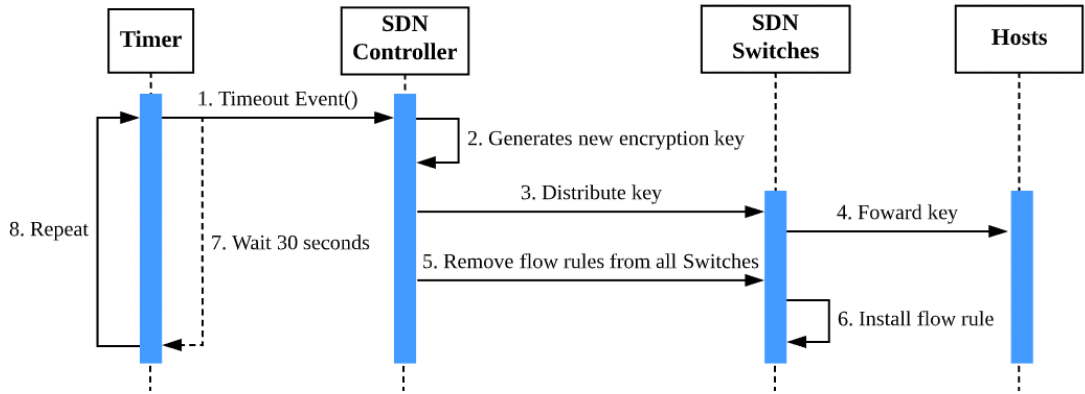 Timer
SDN
Controller
SDN
Switches
Hosts
1. Timeout Event()
2. Generates new encryption key
3. Distribute key
4. Foward key
8. Repeat
7. Wait 30 seconds
5. Remove flow rules from all Switches
6. Install flow rule